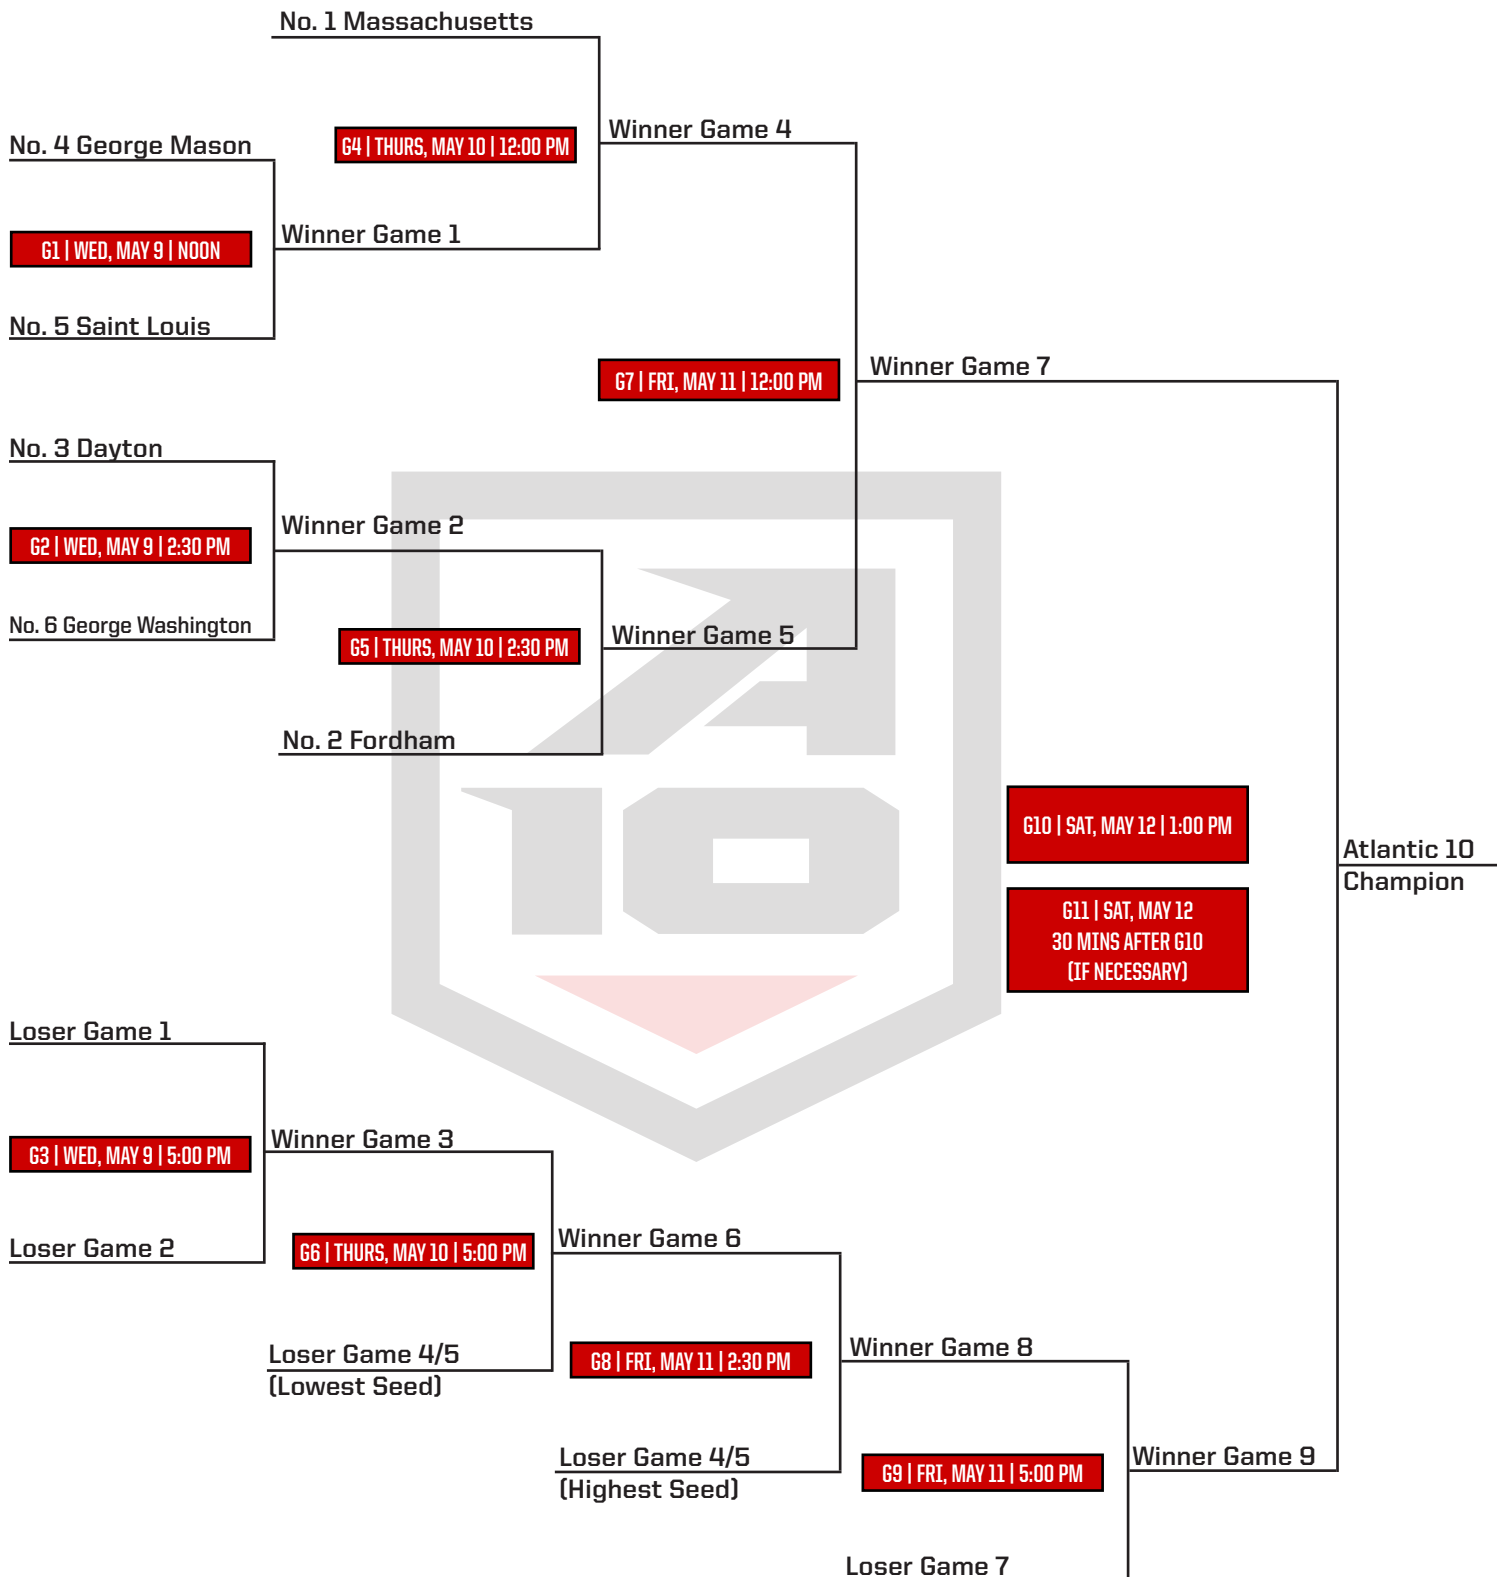 No. 1 Massachusetts
Winner Game 4
G4 | THURS, MAY 10 | 12:00 PM
No. 4 George Mason
Winner Game 1
G1 | WED, MAY 9 | NOON
No. 5 Saint Louis
Winner Game 7
G7 | FRI, MAY 11 | 12:00 PM
No. 3 Dayton
Winner Game 2
G2 | WED, MAY 9 | 2:30 PM
No. 6 George Washington
G5 | THURS, MAY 10 | 2:30 PM
Winner Game 5
No. 2 Fordham
A
10
G10 | SAT, MAY 12 | 1:00 PM
Atlantic 10
Champion
G11 | SAT, MAY 12
30 MINS AFTER G10
(IF NECESSARY)
Loser Game 1
Winner Game 3
G3 | WED, MAY 9 | 5:00 PM
Loser Game 2
G6 | THURS, MAY 10 | 5:00 PM
Winner Game 6
Loser Game 4/5
(Lowest Seed)
G8 | FRI, MAY 11 | 2:30 PM
Winner Game 8
Loser Game 4/5
(Highest Seed)
G9 | FRI, MAY 11 | 5:00 PM
Winner Game 9
Loser Game 7